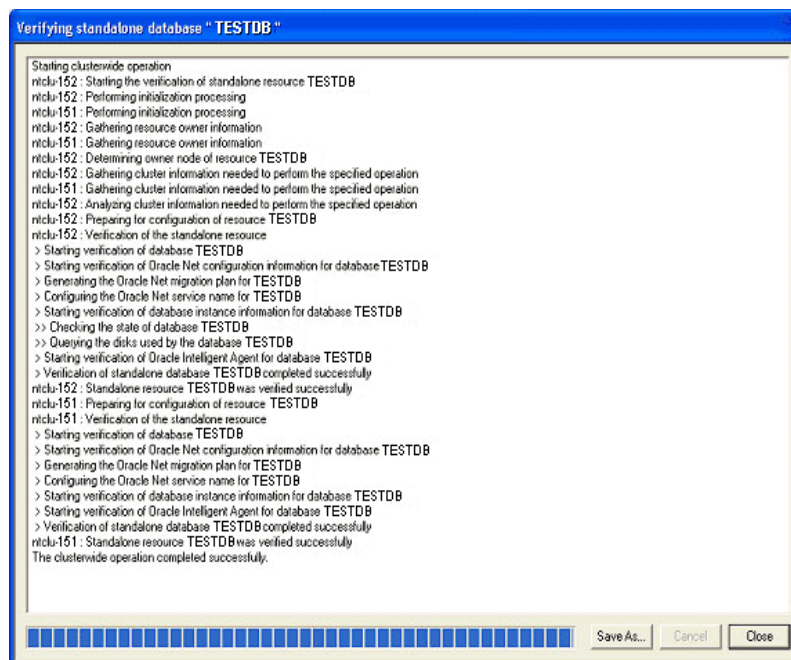 Verifying standalone database " TESTDB "
Starting clusterwide operation
ntclu-152 : Starting the verification of standalone resource TESTDB
ntclu-152 : Performing initialization processing
ntclu-151 : Performing initialization processing
ntclu-152 : Gathering resource owner information
ntclu-151 : Gathering resource owner information
ntclu-152 : Determining owner node of resource TESTDB
ntclu-152 : Gathering cluster information needed to perform the specified operation
ntclu-151 : Gathering cluster information needed to perform the specified operation
ntclu-152 : Analyzing cluster information needed to perform the specified operation
ntclu-152 : Preparing for configuration of resource TESTDB
ntclu-152 : Verification of the standalone resource
> Starting verification of database TESTDB
> Starting verification of Oracle Net configuration information for database TESTDB
> Generating the Oracle Net migration plan for TESTDB
> Configuring the Oracle Net service name for TESTDB
> Starting verification of database instance information for database TESTDB
>> Checking the state of database TESTDB
>> Querying the disks used by the database TESTDB
> Starting verification of Oracle Intelligent Agent for database TESTDB
> Verification of standalone database TESTDB completed successfully
ntclu-152 : Standalone resource TESTDB was verified successfully
ntclu-151 : Preparing for configuration of resource TESTDB
ntclu-151 : Verification of the standalone resource
> Starting verification of database TESTDB
> Starting verification of Oracle Net configuration information for database TESTDB
> Generating the Oracle Net migration plan for TESTDB
> Configuring the Oracle Net service name for TESTDB
> Starting verification of database instance information for database TESTDB
> Starting verification of Oracle Intelligent Agent for database TESTDB
> Verification of standalone database TESTDB completed successfully
ntclu-151 : Standalone resource TESTDB was verified successfully
The clusterwide operation completed successfully.
Save As... Cancel Close